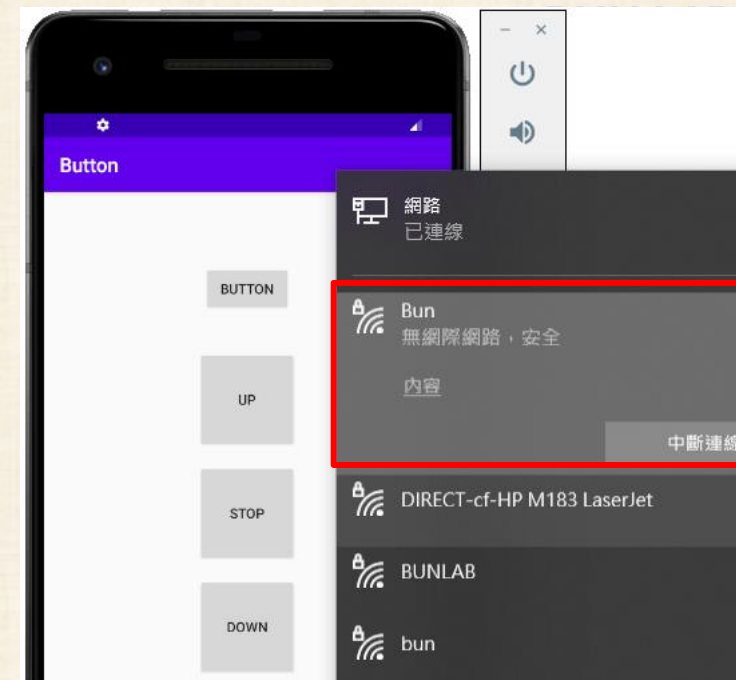 Button
BUTTON
UP
STOP
DOWN
網路
已連線
Bun
無網際網路，安全
內容
中斷連線
DIRECT-cf-HP M183 LaserJet
BUNLAB
bun